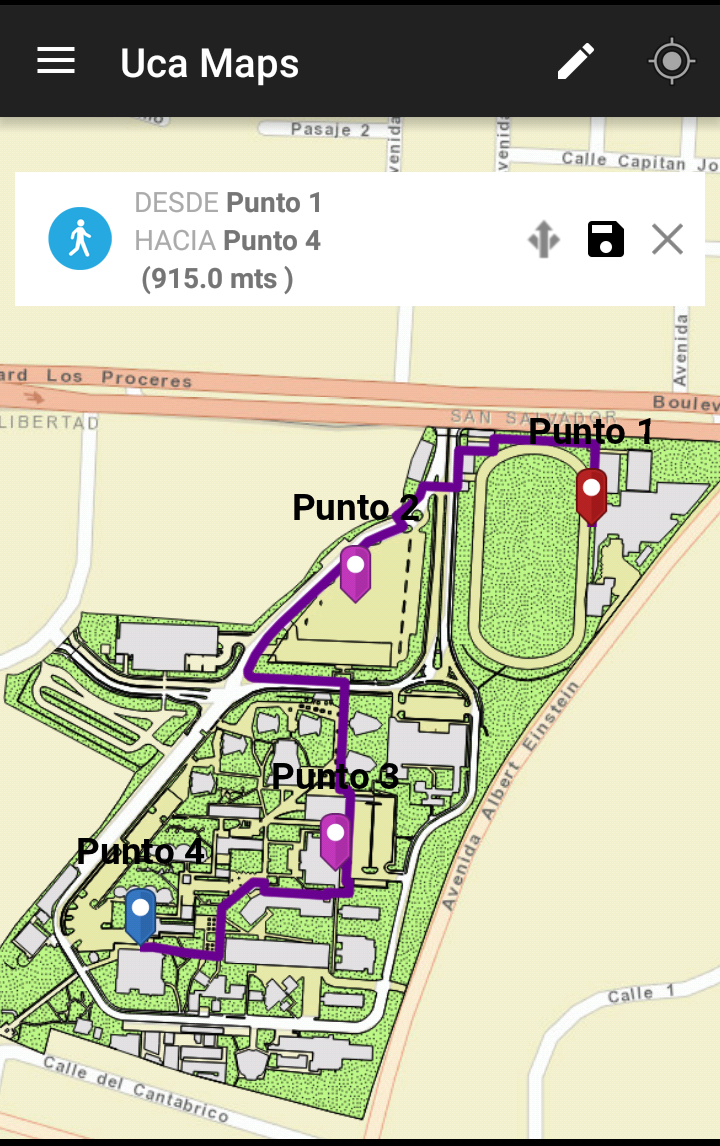 Uca Maps
Pasaje 2
venida
venida
Calle Capitan Jo
DESDE Punto 1
HACIA Punto 4
(915.0 mts )
Avenida
ard Los Proceres
Boulev
LIBERTAD
SAN SALVADOR
Punto 1
Punto 2
Punto 3
Punto 4
Avenida Albert Einstein
Calle 1
Calle del Cantabrico